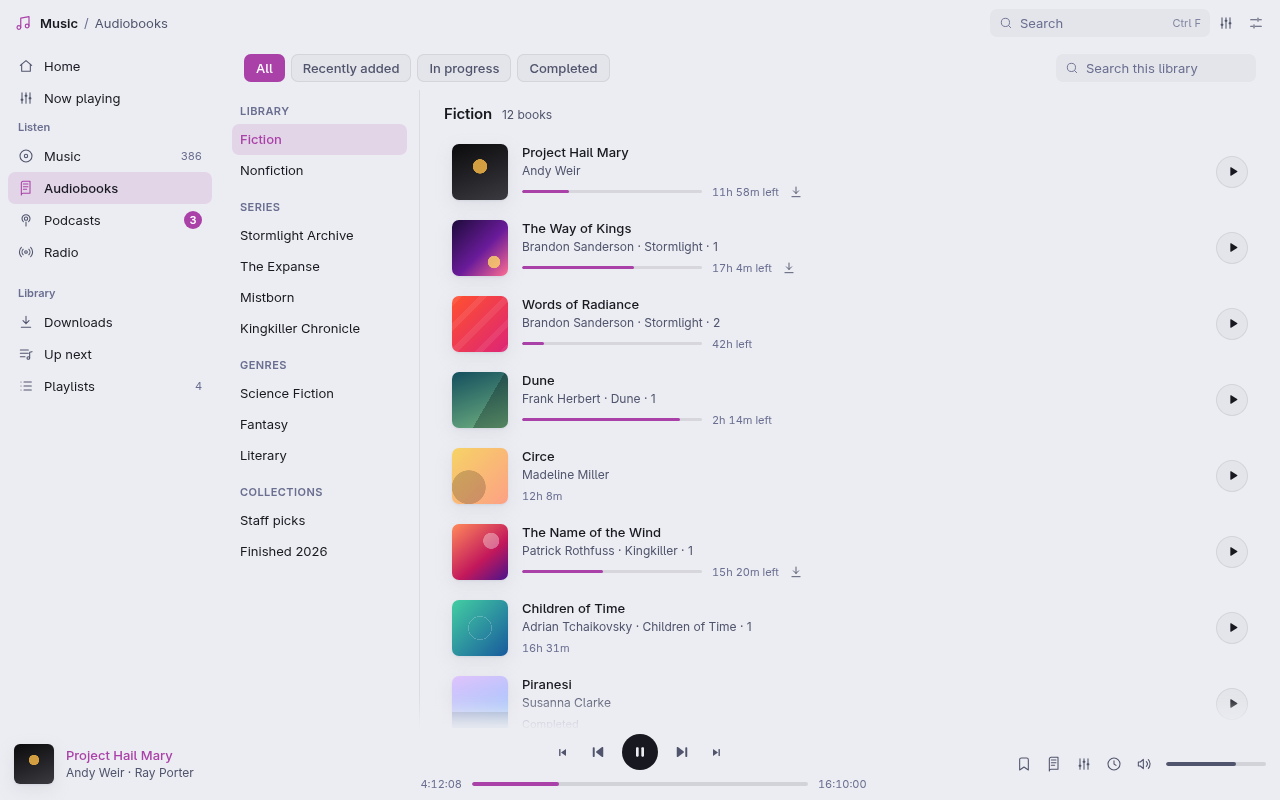 Music / Audiobooks
Search Ctrl F
Home
Now playing
Listen
Music 386
Audiobooks
Podcasts 3
Radio
Library
Downloads
Up next
Playlists 4
All Recently added In progress Completed
Search this library
LIBRARY
Fiction
Nonfiction
SERIES
Stormlight Archive
The Expanse
Mistborn
Kingkiller Chronicle
GENRES
Science Fiction
Fantasy
Literary
COLLECTIONS
Staff picks
Finished 2026
Fiction 12 books
Project Hail Mary
Andy Weir
11h 58m left
The Way of Kings
Brandon Sanderson · Stormlight · 1
17h 4m left
Words of Radiance
Brandon Sanderson · Stormlight · 2
42h left
Dune
Frank Herbert · Dune · 1
2h 14m left
Circe
Madeline Miller
12h 8m
The Name of the Wind
Patrick Rothfuss · Kingkiller · 1
15h 20m left
Children of Time
Adrian Tchaikovsky · Children of Time · 1
16h 31m
Piranesi
Susanna Clarke
Completed
Project Hail Mary
Andy Weir · Ray Porter
4:12:08 16:10:00